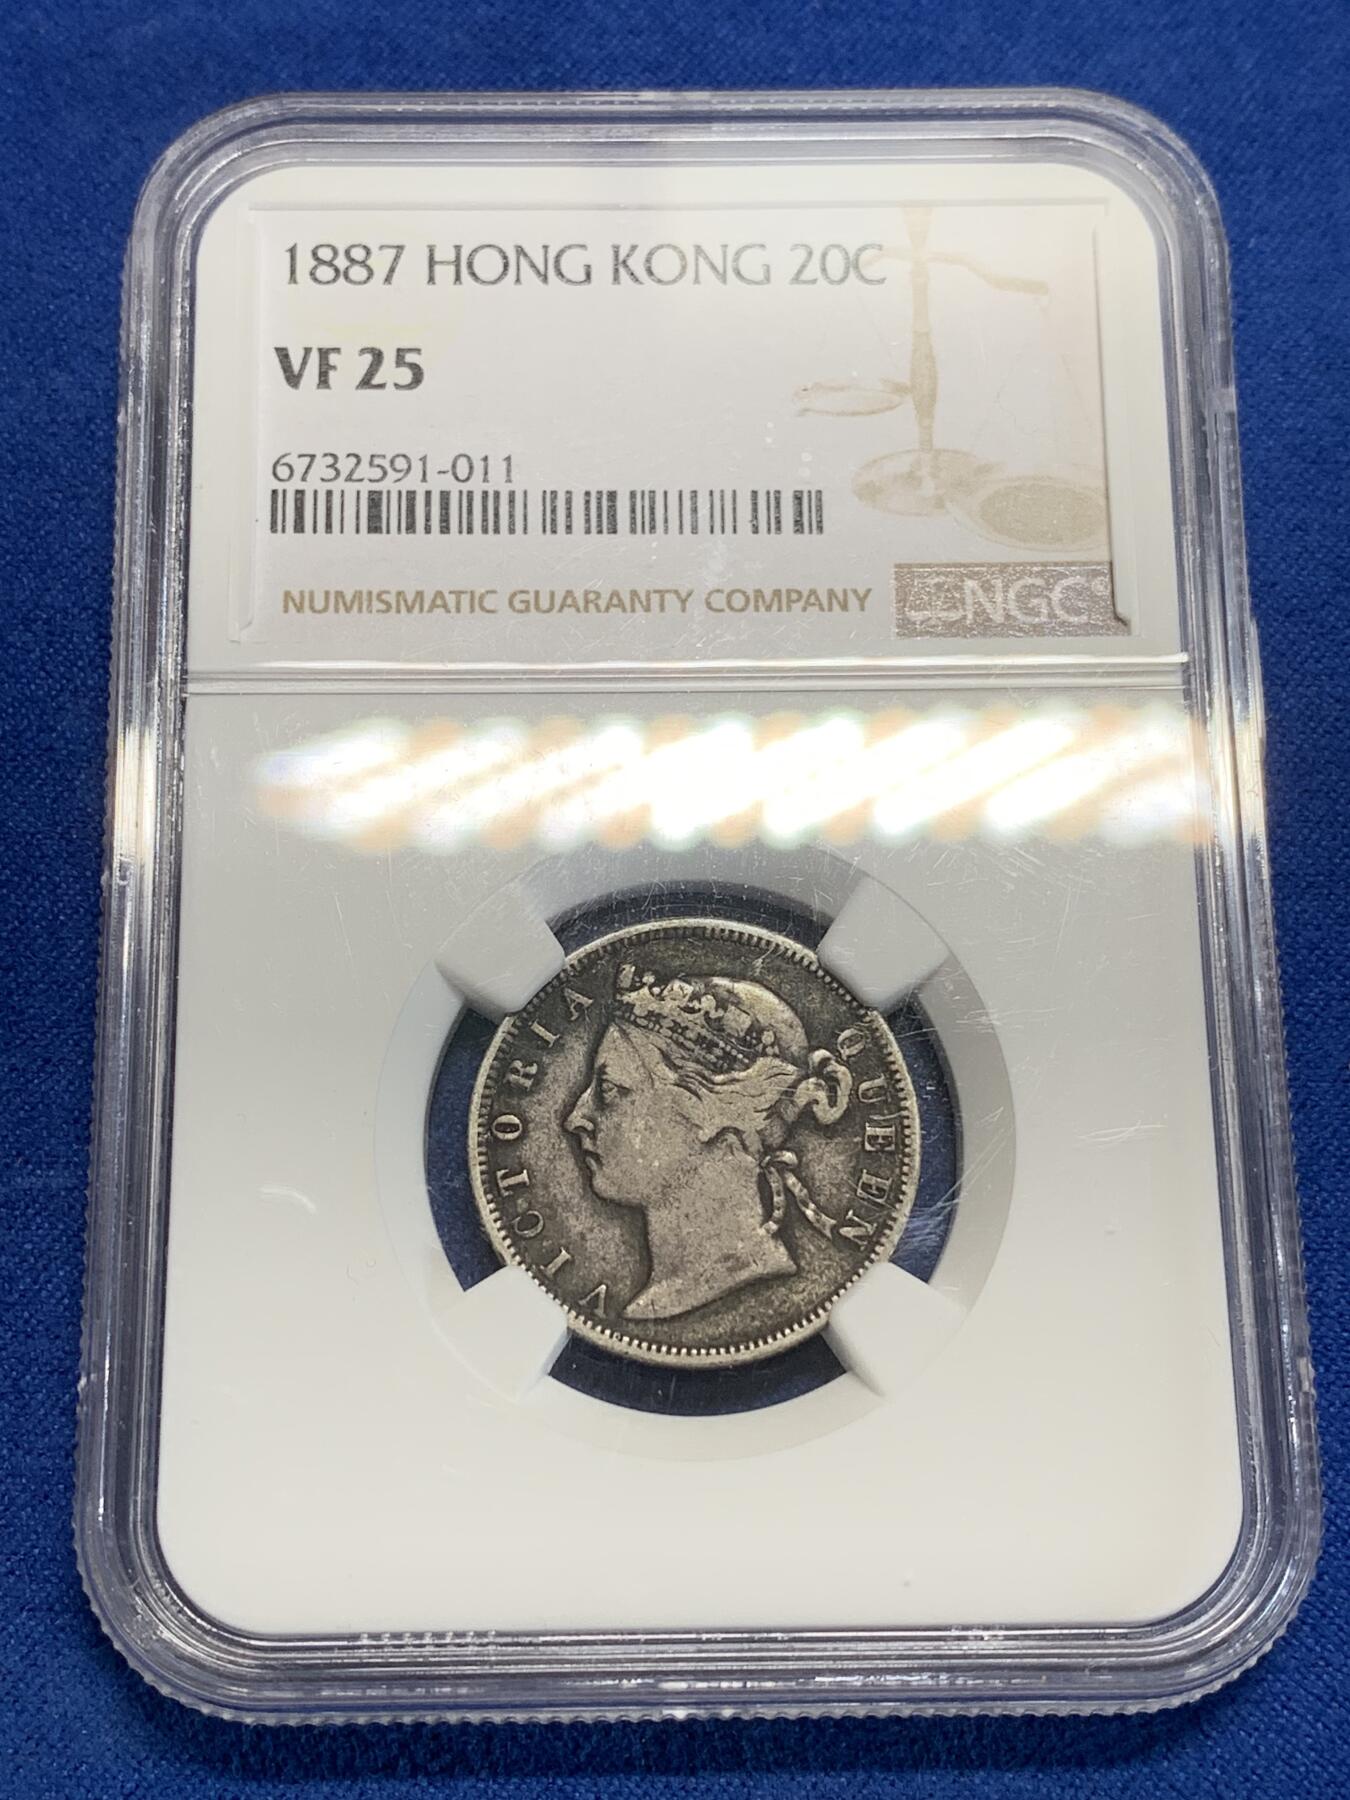 1887 HONG KONG 20C
VF 25
6732591-011
NUMISMATIC GUARANTY COMPANY
NGC
VICTORIA QUEEN